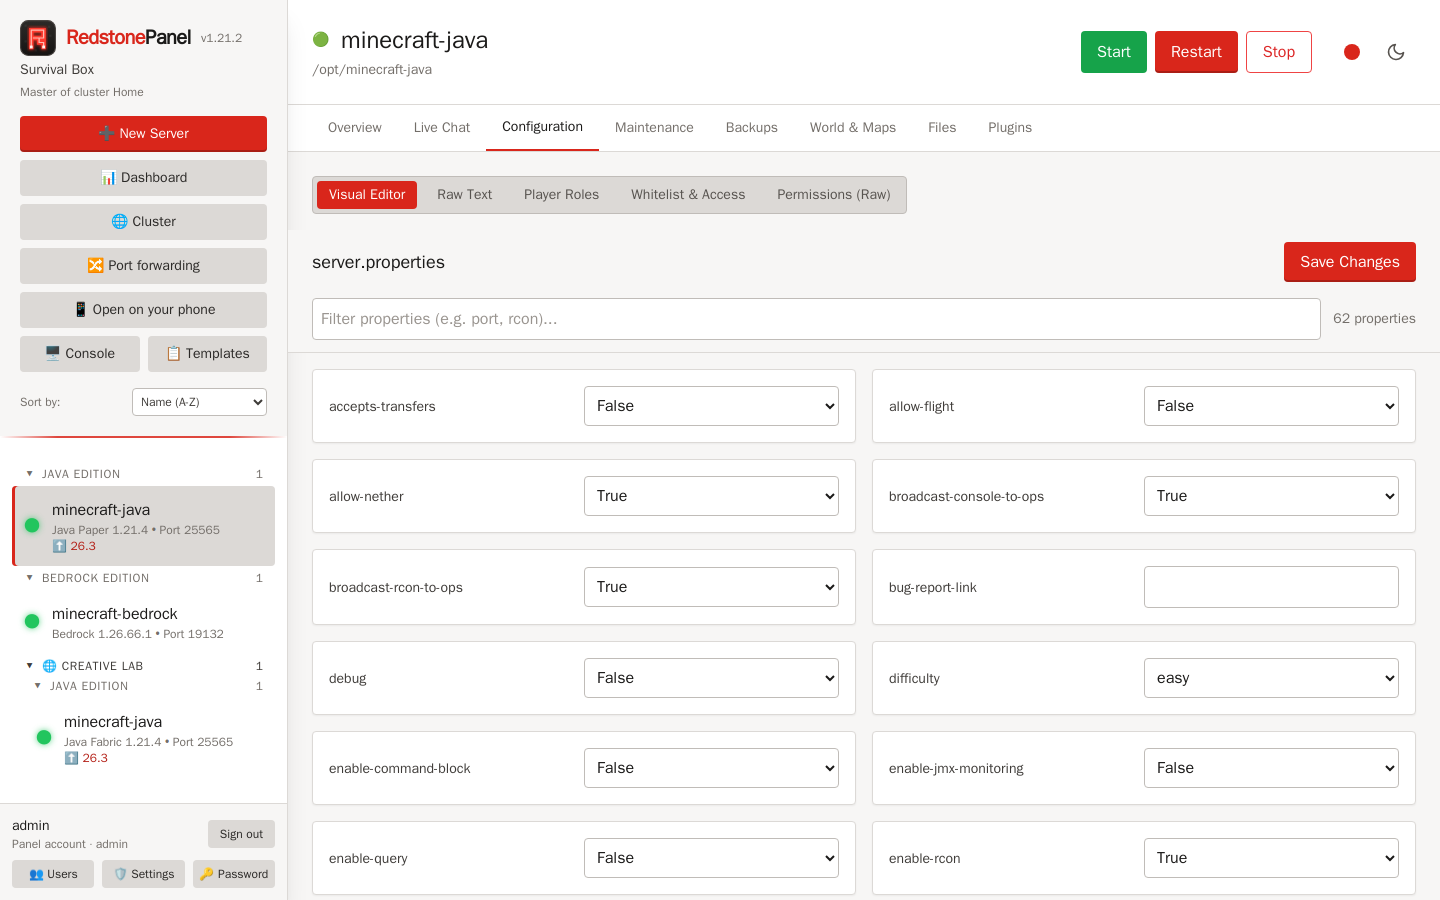 RedstonePanel v1.21.2
Survival Box
Master of cluster Home
➕ New Server
📊 Dashboard
🌐 Cluster
🔀 Port forwarding
📱 Open on your phone
🖥️ Console
📋 Templates
Sort by:
Name (A-Z)
▼ JAVA EDITION 1
minecraft-java
Java Paper 1.21.4 • Port 25565
⬆️ 26.3
▼ BEDROCK EDITION 1
minecraft-bedrock
Bedrock 1.26.66.1 • Port 19132
▼ 🌐 CREATIVE LAB 1
▼ JAVA EDITION 1
minecraft-java
Java Fabric 1.21.4 • Port 25565
⬆️ 26.3
admin
Panel account · admin
Sign out
👥 Users
🛡️ Settings
🔑 Password
minecraft-java
/opt/minecraft-java
Start
Restart
Stop
Overview
Live Chat
Configuration
Maintenance
Backups
World & Maps
Files
Plugins
Visual Editor
Raw Text
Player Roles
Whitelist & Access
Permissions (Raw)
server.properties
Save Changes
Filter properties (e.g. port, rcon)...
62 properties
accepts-transfers
False
allow-flight
False
allow-nether
True
broadcast-console-to-ops
True
broadcast-rcon-to-ops
True
bug-report-link
debug
False
difficulty
easy
enable-command-block
False
enable-jmx-monitoring
False
enable-query
False
enable-rcon
True